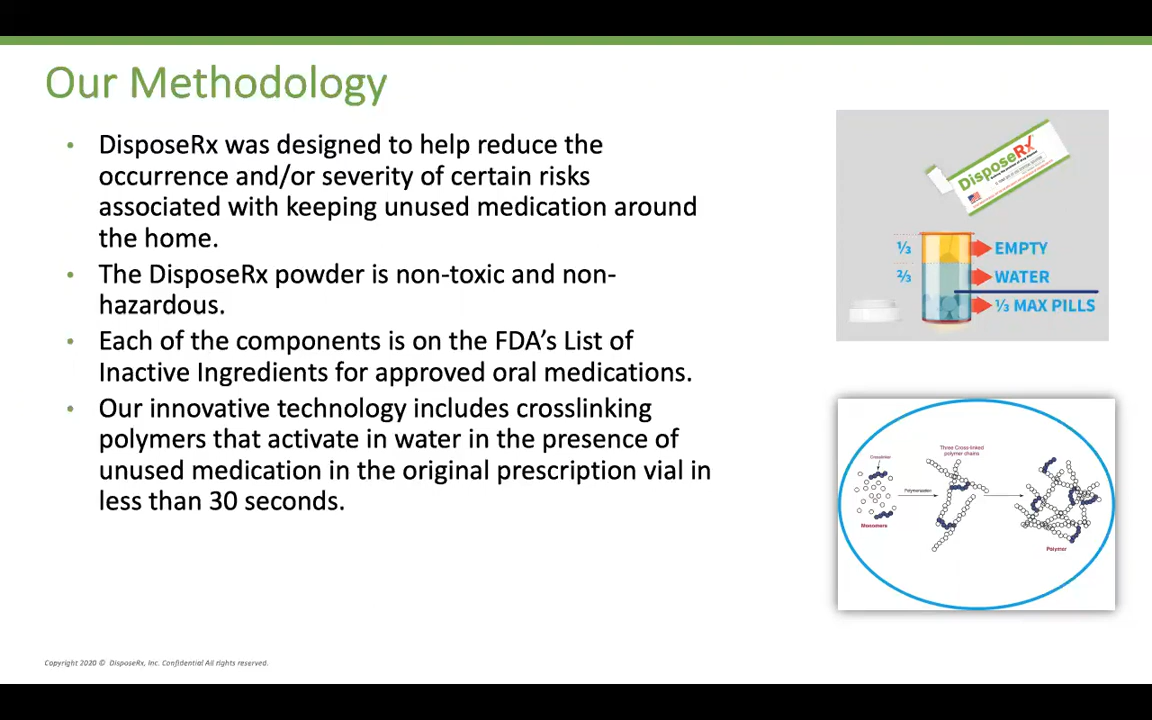 Our Methodology
• DisposeRx was designed to help reduce the
occurrence and/or severity of certain risks
associated with keeping unused medication around
the home.
• The DisposeRx powder is non-toxic and non-
hazardous.
• Each of the components is on the FDA’s List of
Inactive Ingredients for approved oral medications.
• Our innovative technology includes crosslinking
polymers that activate in water in the presence of
unused medication in the original prescription vial in
less than 30 seconds.
DisposeRx
1/3 EMPTY
2/3 WATER
1/3 MAX PILLS
Three Cross-linked
polymer chains
Crosslinker
Polymerization
Monomers
Polymer
Copyright 2020 © DisposeRx, Inc. Confidential All rights reserved.